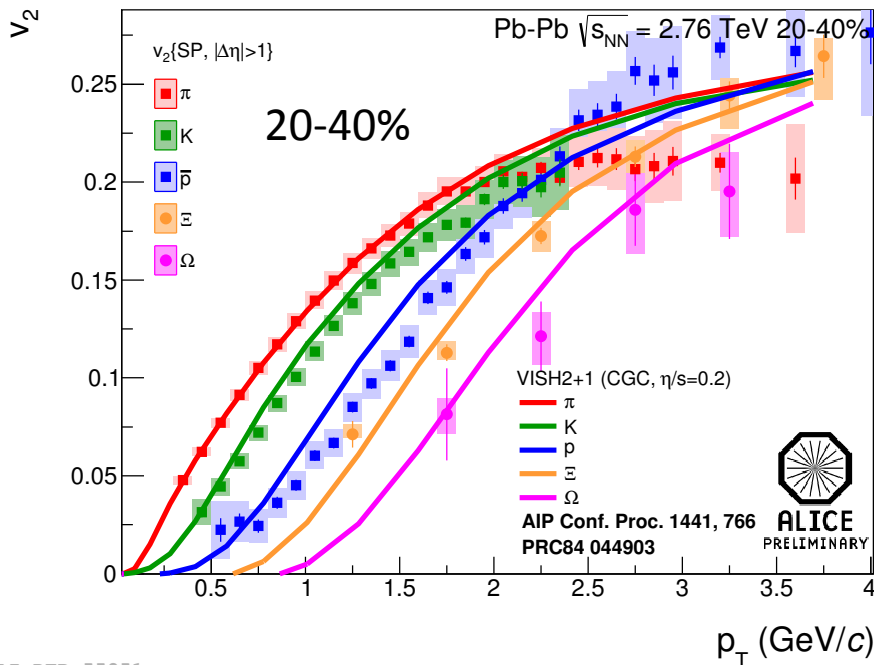 v₂
Pb-Pb √s_NN = 2.76 TeV 20-40%
v₂{SP, |Δη|>1}
π
K
p̅
Ξ
Ω
20-40%
0.25
0.2
0.15
0.1
0.05
0
VISH2+1 (CGC, η/s=0.2)
π
K
p
Ξ
Ω
AIP Conf. Proc. 1441, 766
PRC84 044903
ALICE
PRELIMINARY
0.5 1 1.5 2 2.5 3 3.5 4
p_T (GeV/c)